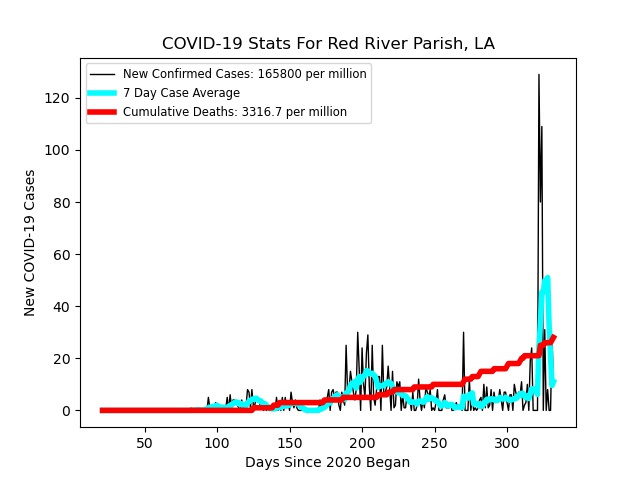 COVID-19 Stats For Red River Parish, LA
New Confirmed Cases: 165800 per million
7 Day Case Average
Cumulative Deaths: 3316.7 per million
New COVID-19 Cases
120
100
80
60
40
20
0
50
100
150
200
250
300
Days Since 2020 Began